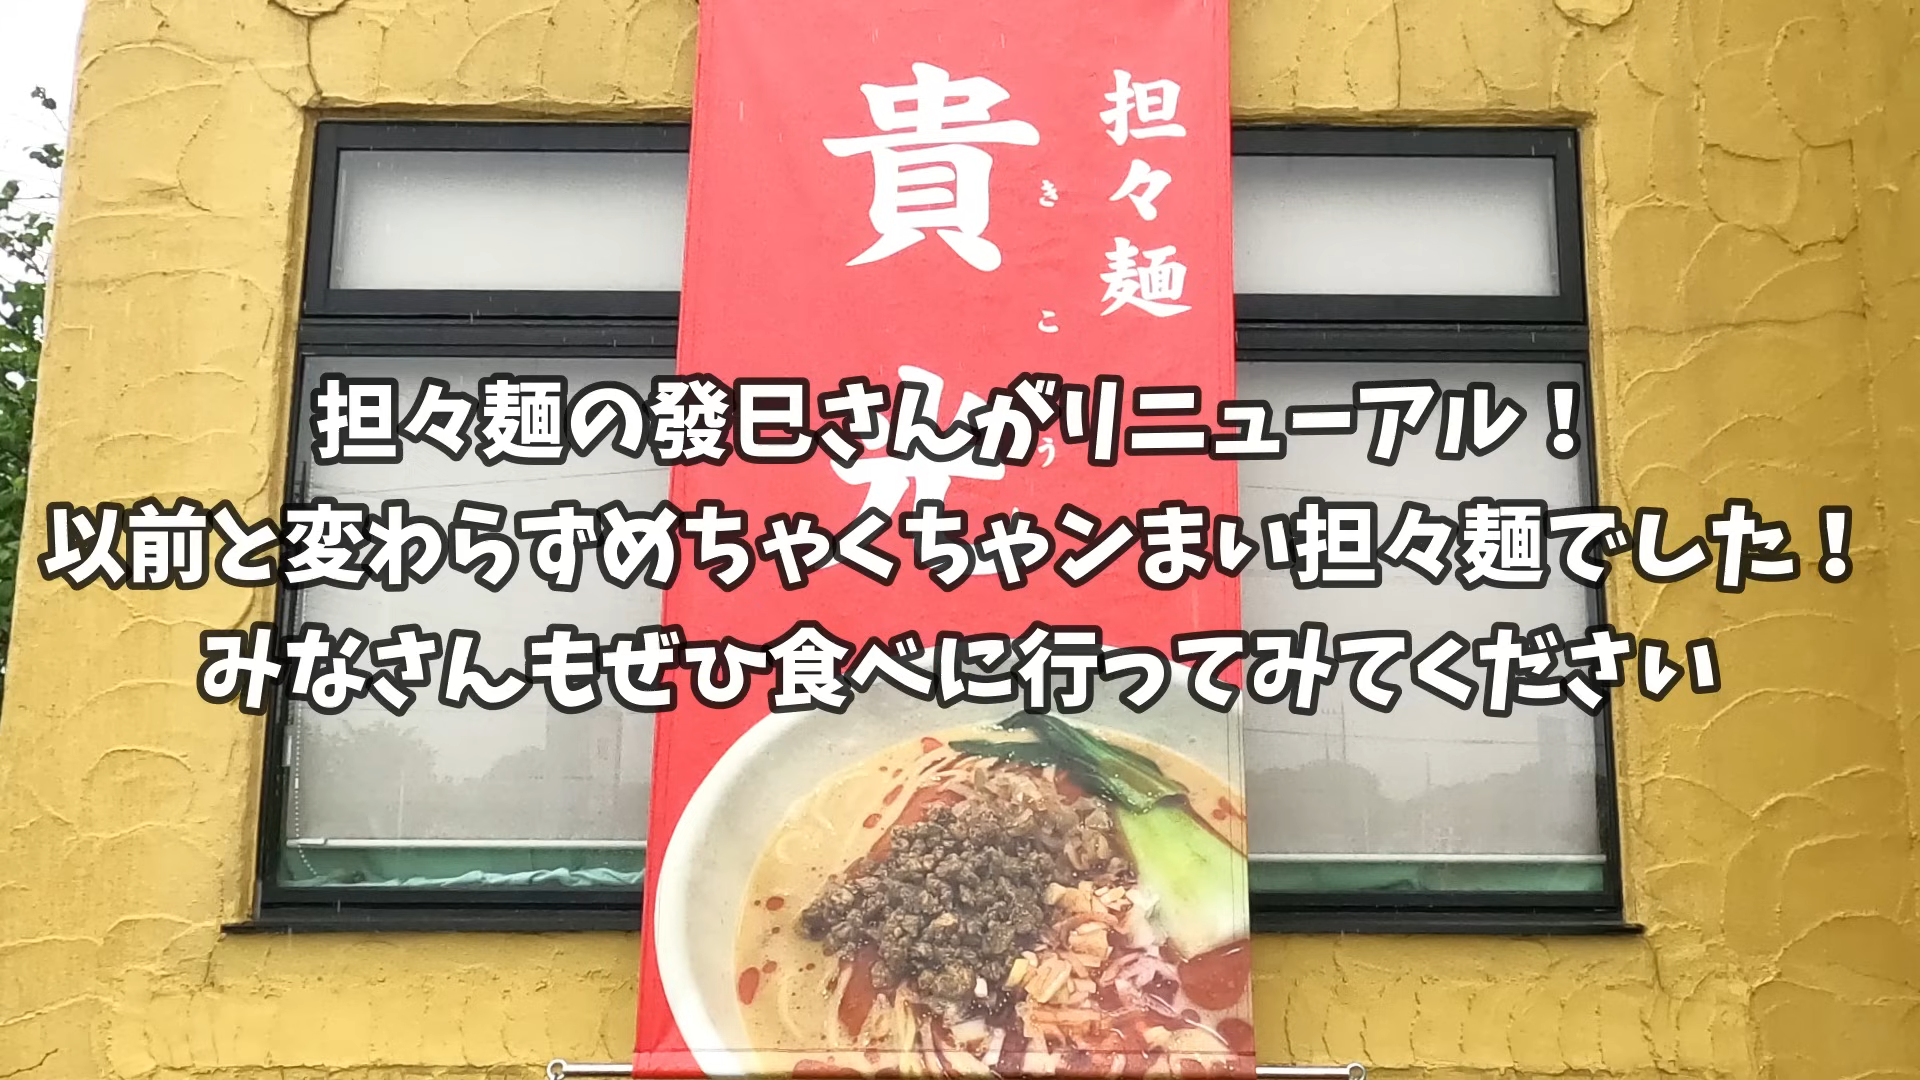 担々麺
貴光
きこう
担々麺の發巳さんがリニューアル！
以前と変わらずめちゃくちゃンまい担々麺でした！
みなさんもぜひ食べに行ってみてください